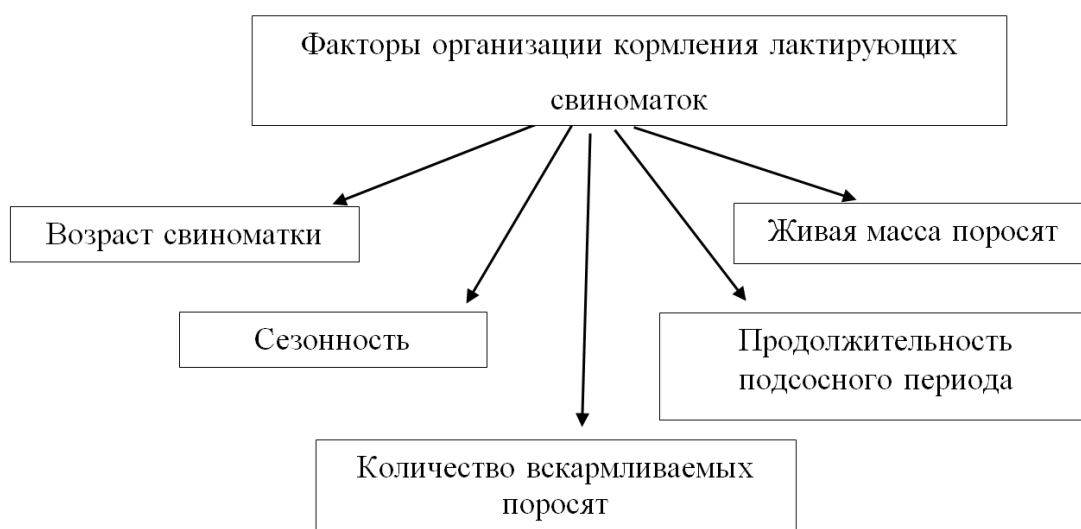 Факторы организации кормления лактирующих
свиноматок
Возраст свиноматки
Живая масса поросят
Сезонность
Продолжительность
подсосного периода
Количество вскармливаемых
поросят